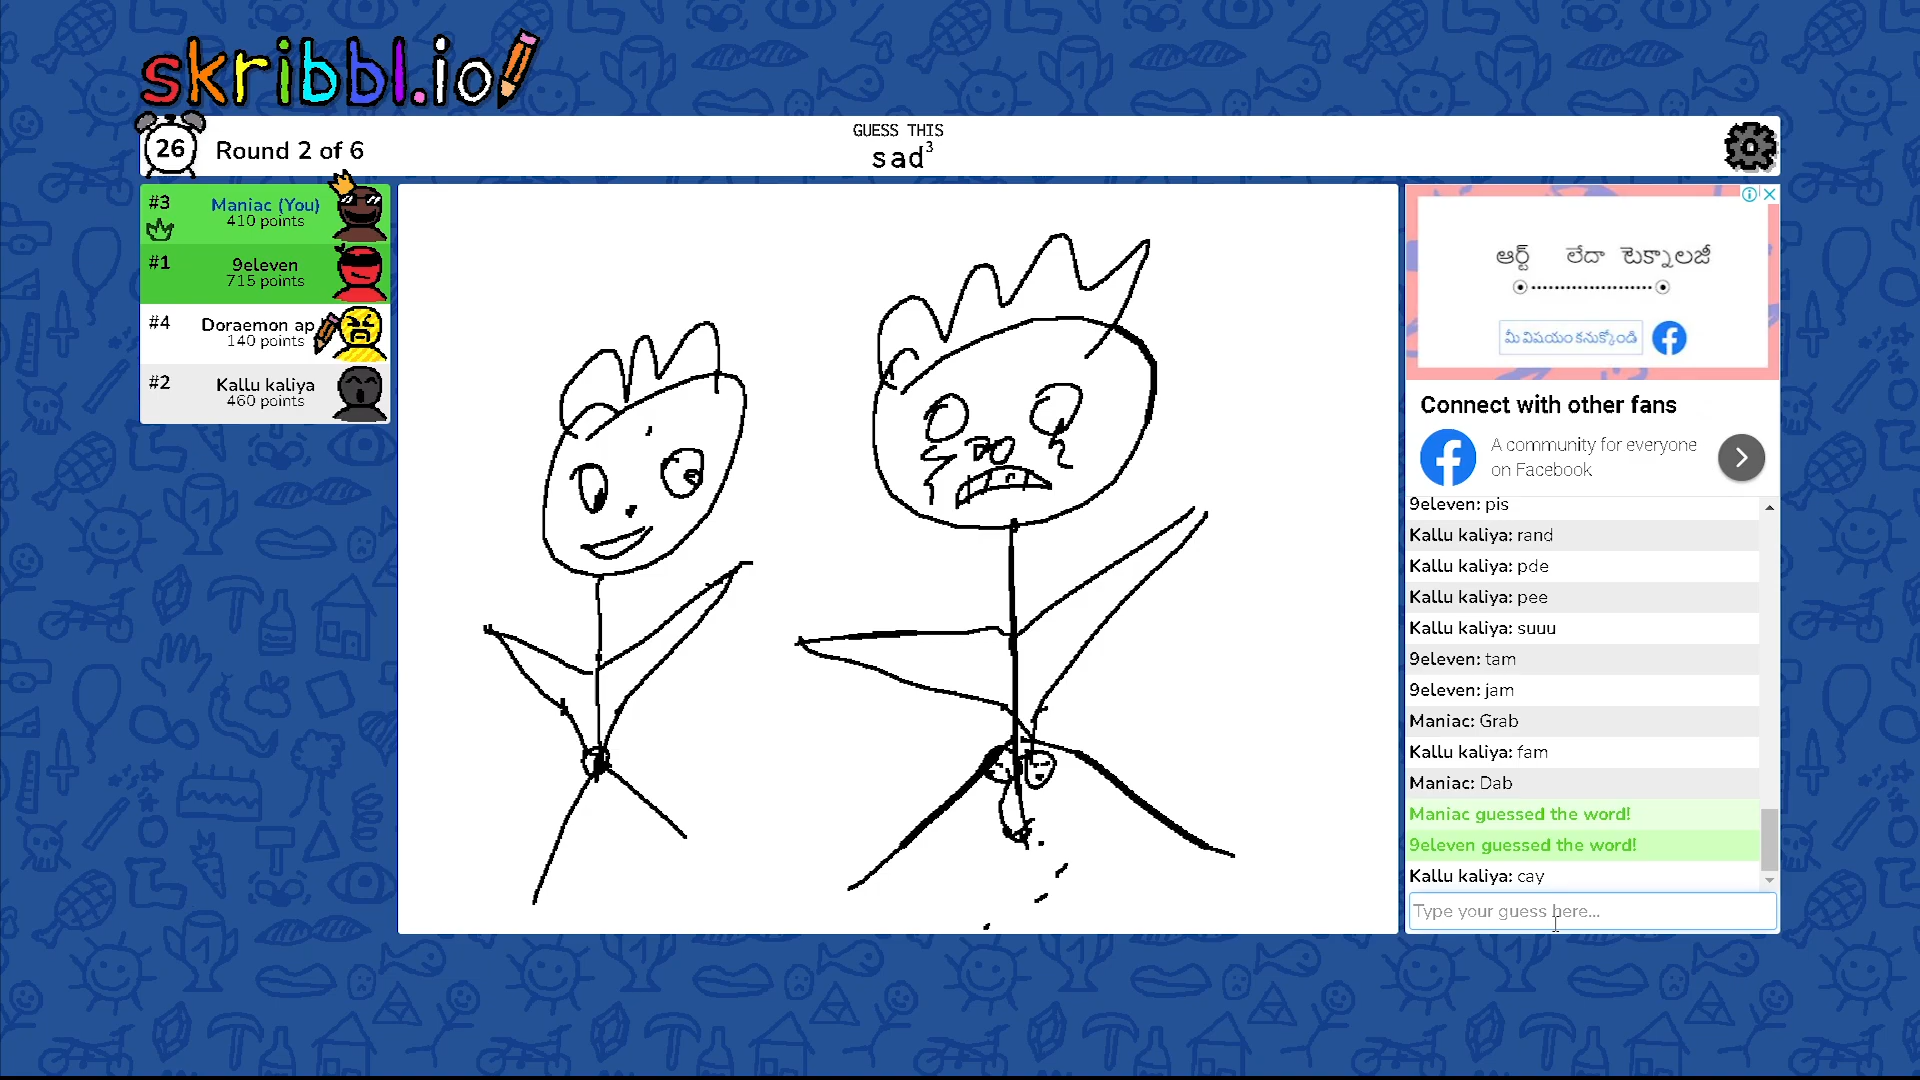 skribbl.io
26
Round 2 of 6
GUESS THIS
sad3
#3
Maniac (You)
410 points
#1
9eleven
715 points
#4
Doraemon ap
140 points
#2
Kallu kaliya
460 points
ఆర్ట్ లేదా టెక్నాలజీ
మీ విషయం కనుక్కోండి
Connect with other fans
A community for everyone
on Facebook
9eleven: pis
Kallu kaliya: rand
Kallu kaliya: pde
Kallu kaliya: pee
Kallu kaliya: suuu
9eleven: tam
9eleven: jam
Maniac: Grab
Kallu kaliya: fam
Maniac: Dab
Maniac guessed the word!
9eleven guessed the word!
Kallu kaliya: cay
Type your guess here...